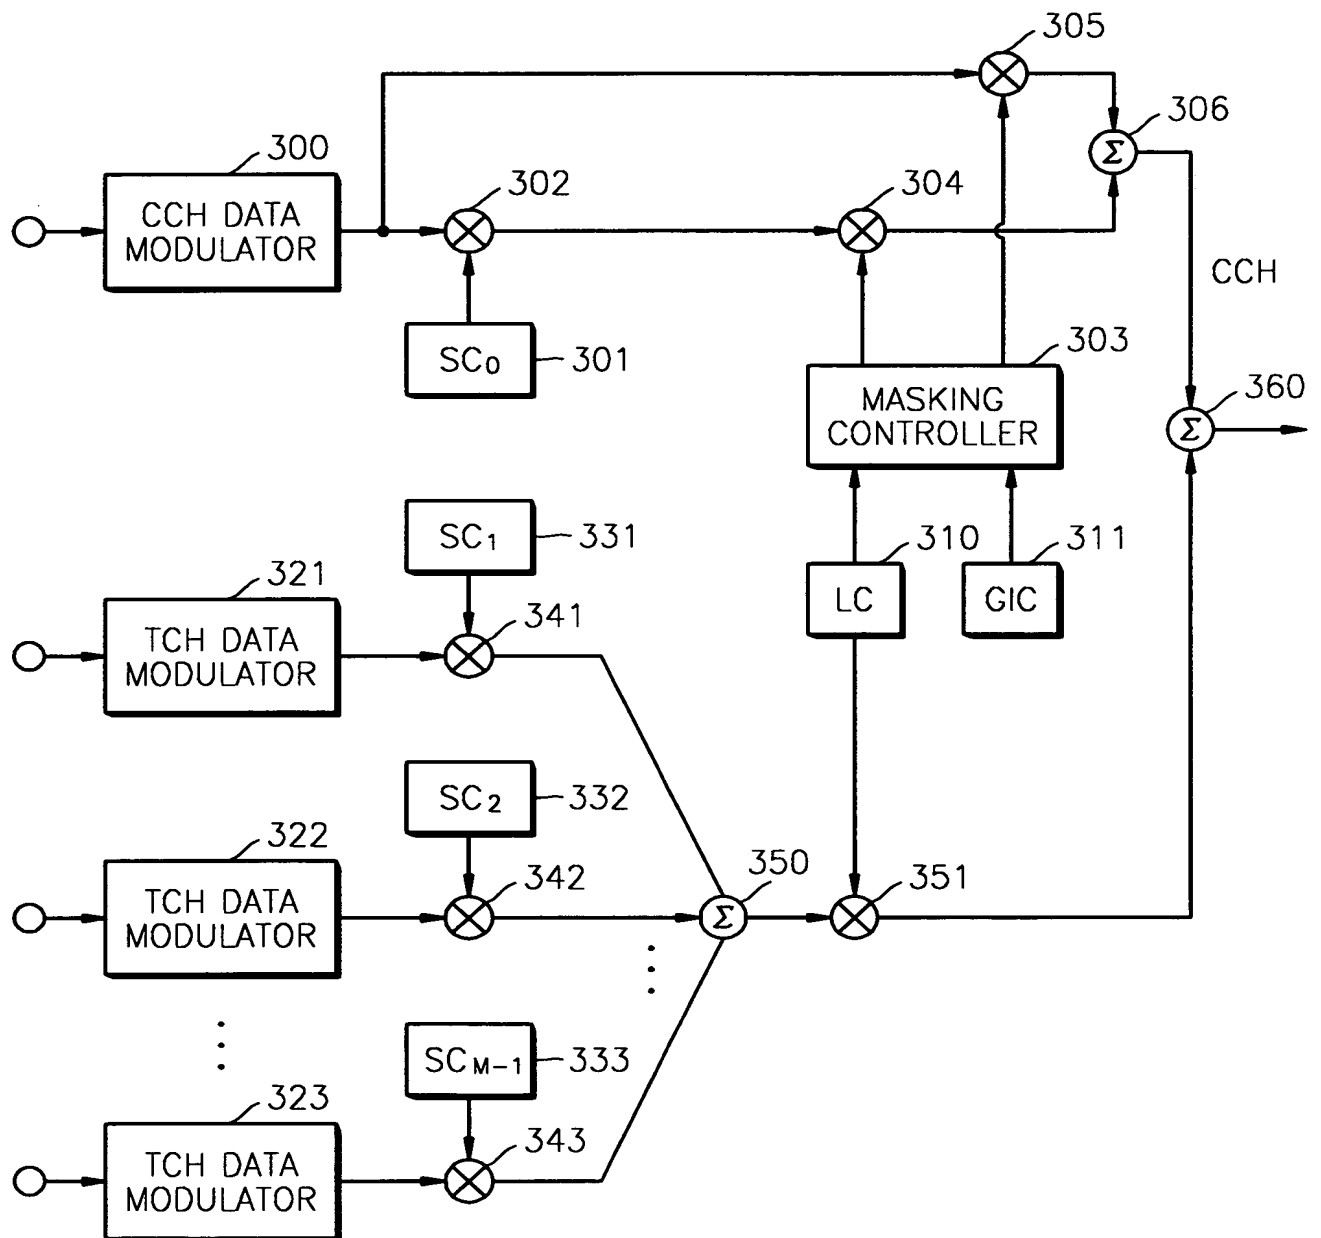 305
306
300
302
304
CCH DATA
MODULATOR
CCH
SC0
301
303
MASKING
CONTROLLER
360
SC1
331
310
311
321
LC
GIC
341
TCH DATA
MODULATOR
SC2
332
322
342
350
351
TCH DATA
MODULATOR
SCM-1
333
323
343
TCH DATA
MODULATOR
Σ
Σ
Σ